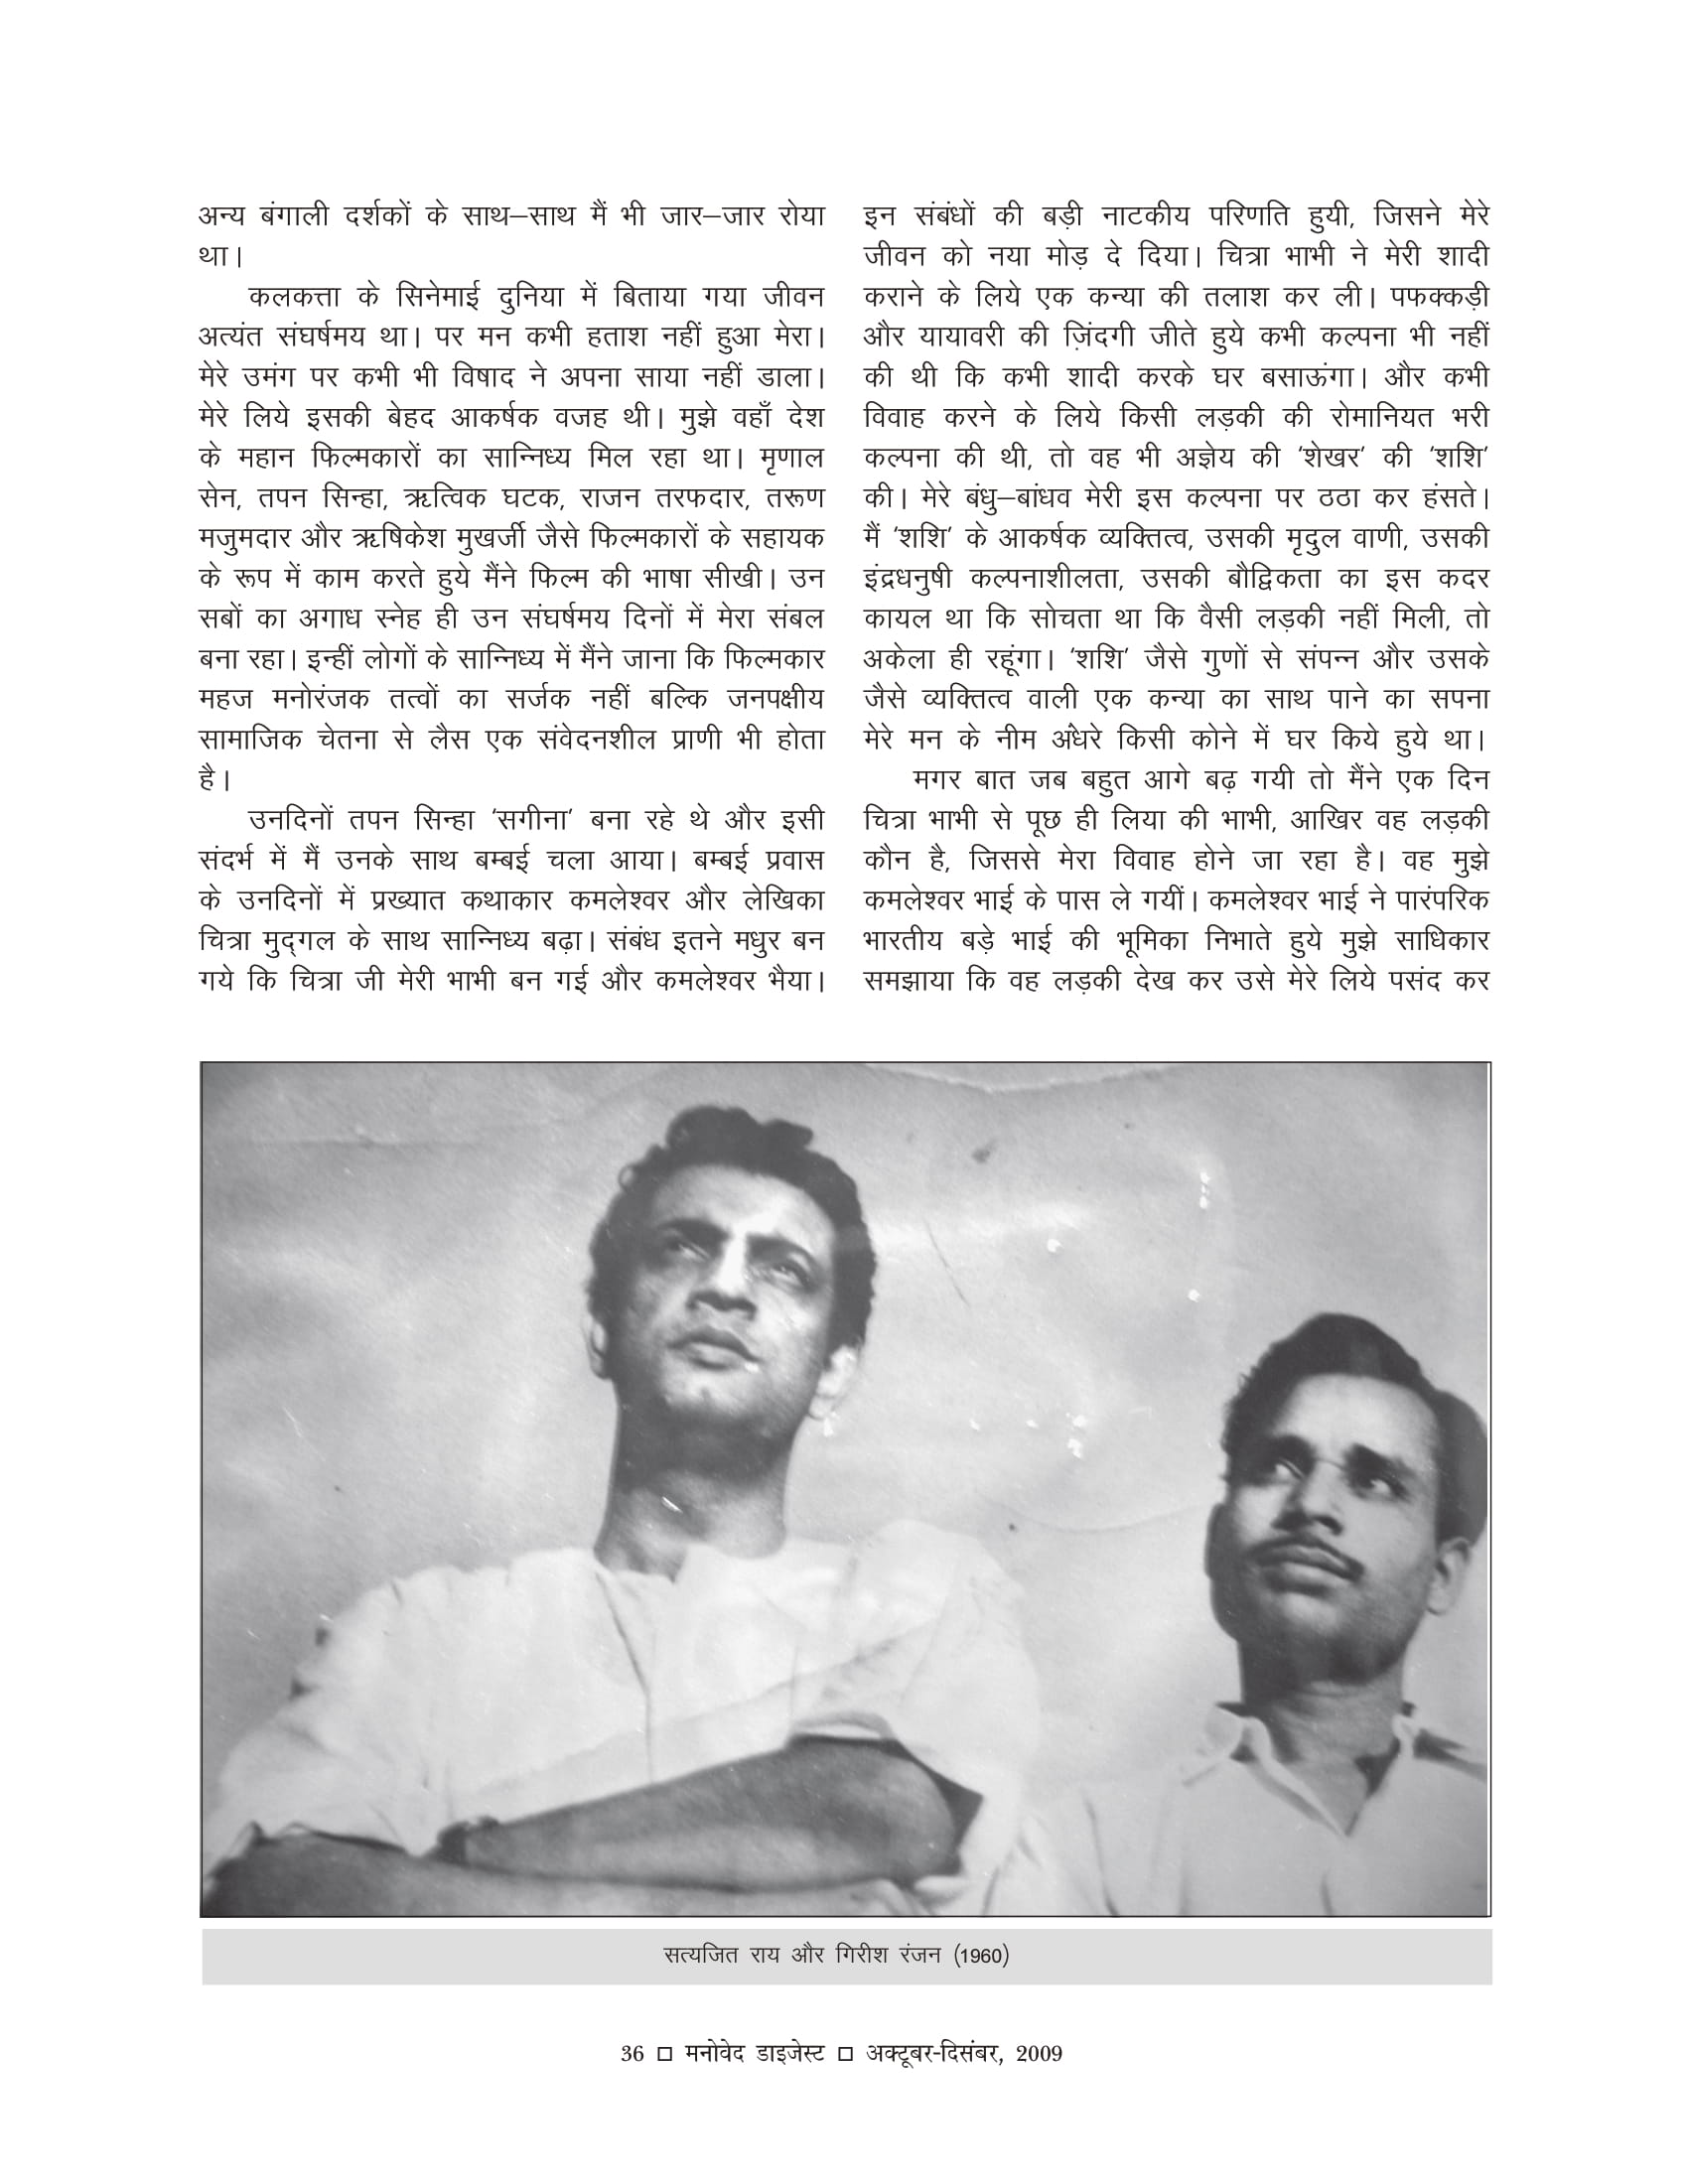 अन्य बंगाली दर्शकों के साथ–साथ मैं भी जार–जार रोया
था।
कलकत्ता के सिनेमाई दुनिया में बिताया गया जीवन
अत्यंत संघर्षमय था। पर मन कभी हताश नहीं हुआ मेरा।
मेरे उमंग पर कभी भी विषाद ने अपना साया नहीं डाला।
मेरे लिये इसकी बेहद आकर्षक वजह थी। मुझे वहाँ देश
के महान फिल्मकारों का सान्निध्य मिल रहा था। मृणाल
सेन, तपन सिन्हा, ऋत्विक घटक, राजन तरफदार, तरूण
मजुमदार और ऋषिकेश मुखर्जी जैसे फिल्मकारों के सहायक
के रूप में काम करते हुये मैंने फिल्म की भाषा सीखी। उन
सबों का अगाध स्नेह ही उन संघर्षमय दिनों में मेरा संबल
बना रहा। इन्हीं लोगों के सान्निध्य में मैंने जाना कि फिल्मकार
महज मनोरंजक तत्वों का सर्जक नहीं बल्कि जनपक्षीय
सामाजिक चेतना से लैस एक संवेदनशील प्राणी भी होता
है।
उनदिनों तपन सिन्हा ’सगीना’ बना रहे थे और इसी
संदर्भ में मैं उनके साथ बम्बई चला आया। बम्बई प्रवास
के उनदिनों में प्रख्यात कथाकार कमलेश्वर और लेखिका
चित्रा मुद्गल के साथ सान्निध्य बढ़ा। संबंध इतने मधुर बन
गये कि चित्रा जी मेरी भाभी बन गई और कमलेश्वर भैया।
इन संबंधों की बड़ी नाटकीय परिणति हुयी, जिसने मेरे
जीवन को नया मोड़ दे दिया। चित्रा भाभी ने मेरी शादी
कराने के लिये एक कन्या की तलाश कर ली। पफक्कड़ी
और यायावरी की ज़िंदगी जीते हुये कभी कल्पना भी नहीं
की थी कि कभी शादी करके घर बसाऊंगा। और कभी
विवाह करने के लिये किसी लड़की की रोमानियत भरी
कल्पना की थी, तो वह भी अज्ञेय की ’शेखर’ की ’शशि’
की। मेरे बंधु–बांधव मेरी इस कल्पना पर ठठा कर हंसते।
मैं ’शशि’ के आकर्षक व्यक्तित्व, उसकी मृदुल वाणी, उसकी
इंद्रधनुषी कल्पनाशीलता, उसकी बौद्विकता का इस कदर
कायल था कि सोचता था कि वैसी लड़की नहीं मिली, तो
अकेला ही रहूंगा। ’शशि’ जैसे गुणों से संपन्न और उसके
जैसे व्यक्तित्व वाली एक कन्या का साथ पाने का सपना
मेरे मन के नीम अंधेरे किसी कोने में घर किये हुये था।
मगर बात जब बहुत आगे बढ़ गयी तो मैंने एक दिन
चित्रा भाभी से पूछ ही लिया की भाभी, आखिर वह लड़की
कौन है, जिससे मेरा विवाह होने जा रहा है। वह मुझे
कमलेश्वर भाई के पास ले गयीं। कमलेश्वर भाई ने पारंपरिक
भारतीय बड़े भाई की भूमिका निभाते हुये मुझे साधिकार
समझाया कि वह लड़की देख कर उसे मेरे लिये पसंद कर
सत्यजित राय और गिरीश रंजन (1960)
36 □ मनोवेद डाइजेस्ट □ अक्टूबर-दिसंबर, 2009